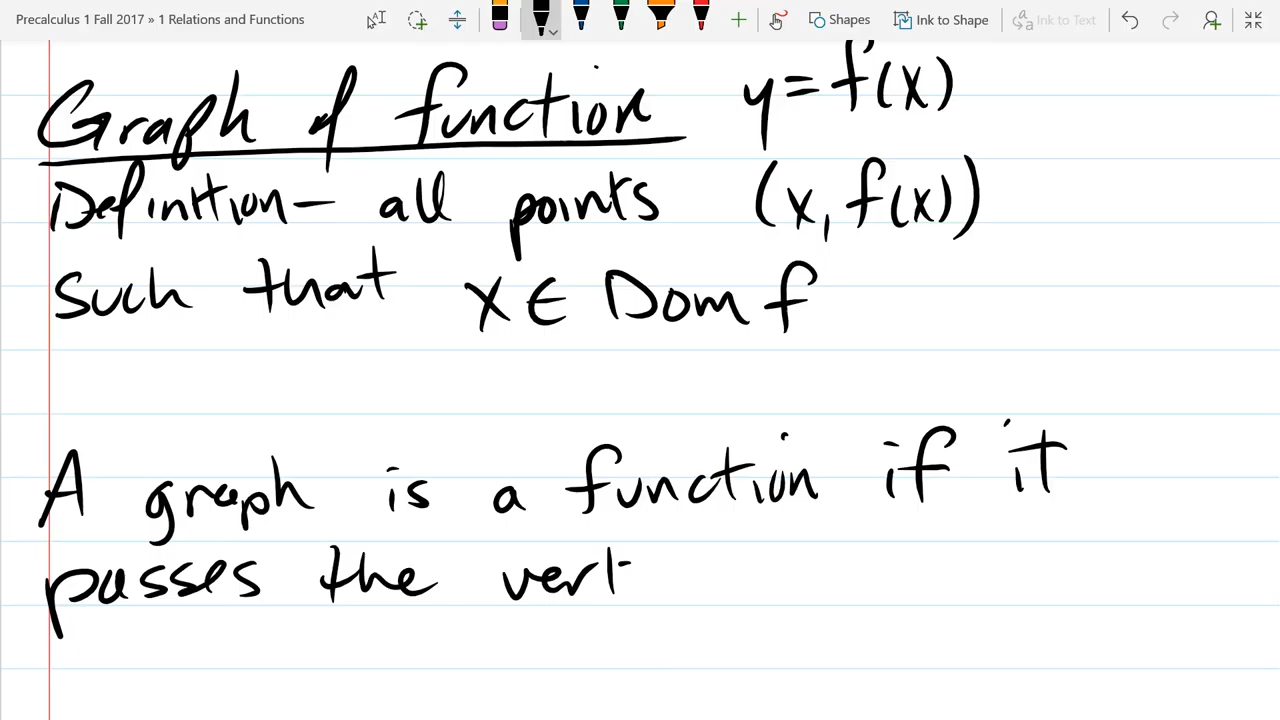 Precalculus 1 Fall 2017 » 1 Relations and Functions Shapes Ink to Shape Ink to Text
Graph of function y=f(x)
Definition– all points (x, f(x))
Such that x ∈ Dom f
A graph is a function if it
passes the vert